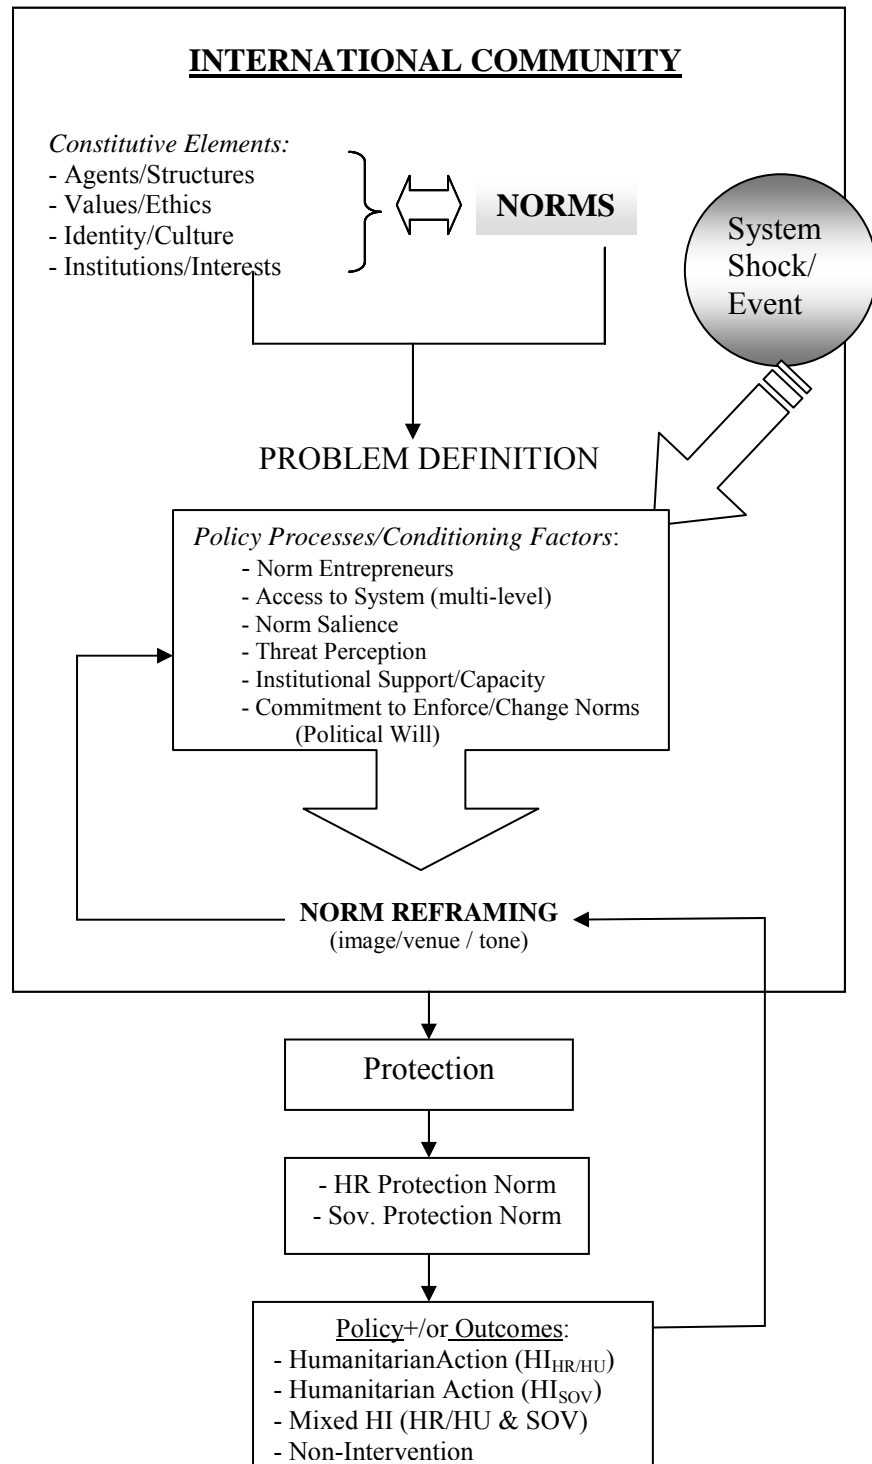 INTERNATIONAL COMMUNITY
Constitutive Elements:
- Agents/Structures
- Values/Ethics
- Identity/Culture
- Institutions/Interests
NORMS
System
Shock/
Event
PROBLEM DEFINITION
Policy Processes/Conditioning Factors:
- Norm Entrepreneurs
- Access to System (multi-level)
- Norm Salience
- Threat Perception
- Institutional Support/Capacity
- Commitment to Enforce/Change Norms
(Political Will)
NORM REFRAMING
(image/venue / tone)
Protection
- HR Protection Norm
- Sov. Protection Norm
Policy+/or Outcomes:
- HumanitarianAction (HIHR/HU)
- Humanitarian Action (HISOV)
- Mixed HI (HR/HU & SOV)
- Non-Intervention